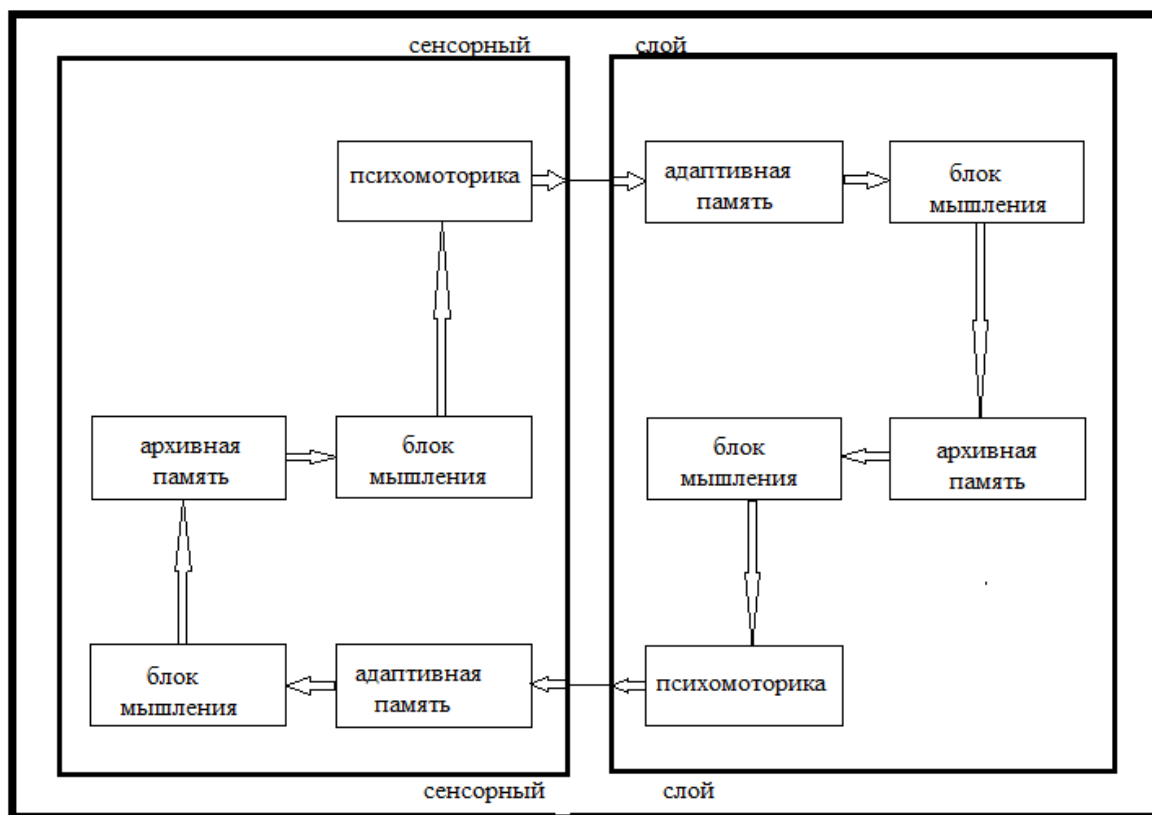 сенсорный слой
психомоторика
адаптивная
память
блок
мышления
архивная
память
блок
мышления
блок
мышления
архивная
память
блок
мышления
адаптивная
память
психомоторика
сенсорный слой